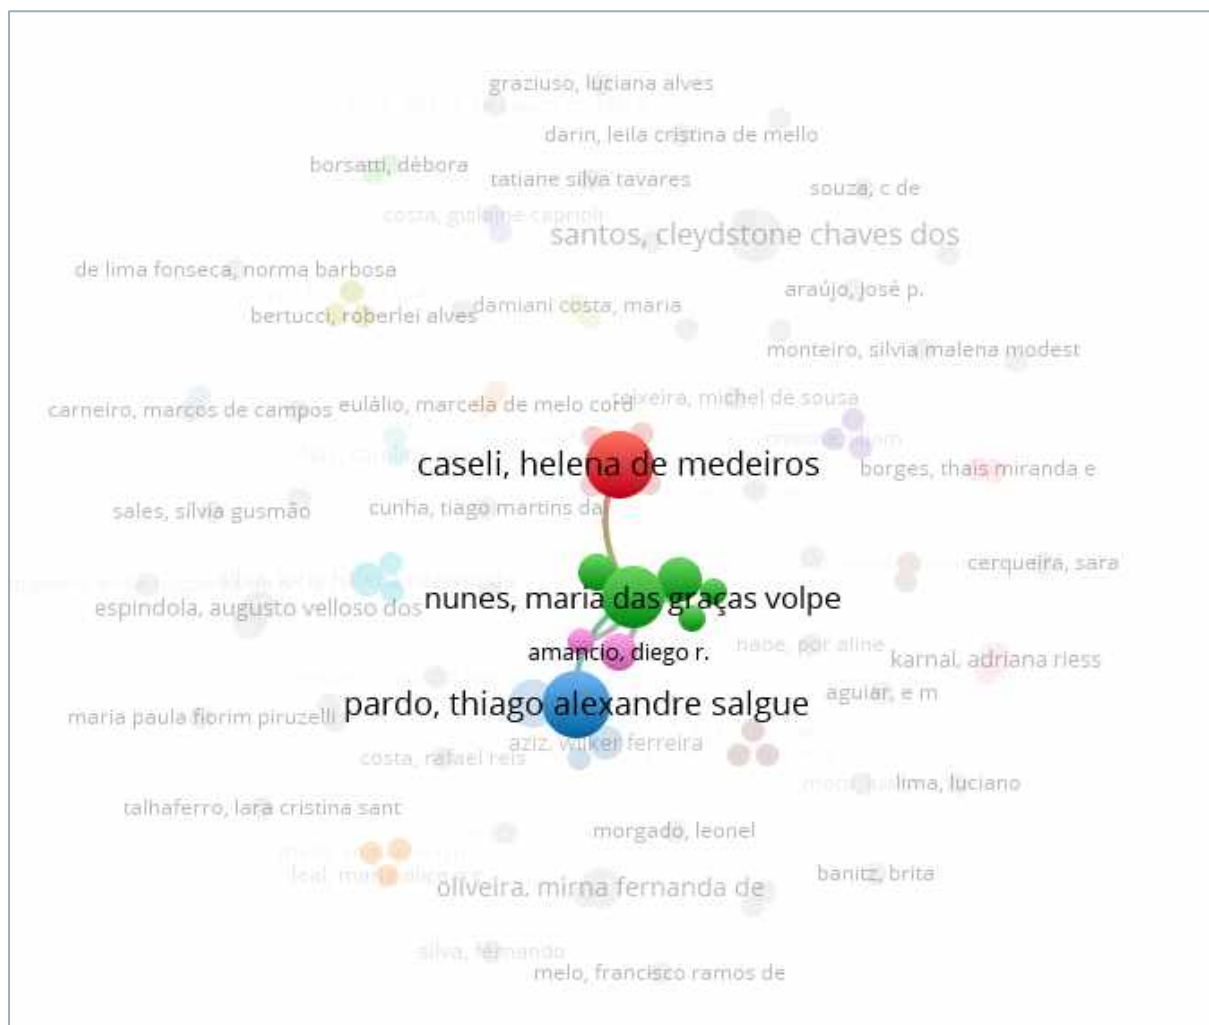 graziuso, luciana alves
darin, leila cristina de mello
borsatti, débora
tatiane silva tavares
souza, c de
costa, guilaine caprioli
santos, cleydstone chaves dos
de lima fonseca, norma barbosa
araújo, josé p.
damiani costa, maria
bertucci, roberlei alves
monteiro, silvia malena modest
teixeira, michel de sousa
carneiro, marcos de campos
eulálio, marcela de melo cord
caseli, helena de medeiros
borges, thais miranda e
sales, sílvia gusmão
cunha, tiago martins da
cerqueira, sara
nunes, maria das graças volpe
espindola, augusto velloso dos
naoe, por aline
amancio, diego r.
karnal, adriana riess
aguiar, e m
pardo, thiago alexandre salgue
maria paula fiorim piruzelli
aziz, wilker ferreira
costa, rafael reis
lima, luciano
talhaferro, lara cristina sant
morgado, leonel
banitz, brita
oliveira, mirna fernanda de
silva, fernando
melo, francisco ramos de